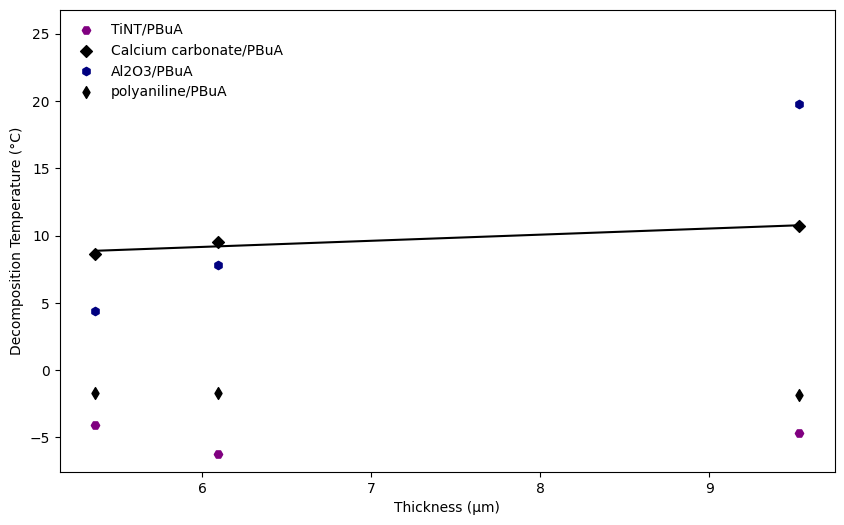 TiNT/PBuA
Calcium carbonate/PBuA
Al2O3/PBuA
polyaniline/PBuA
Decomposition Temperature (°C)
25
20
15
10
5
0
−5
6
7
8
9
Thickness (μm)